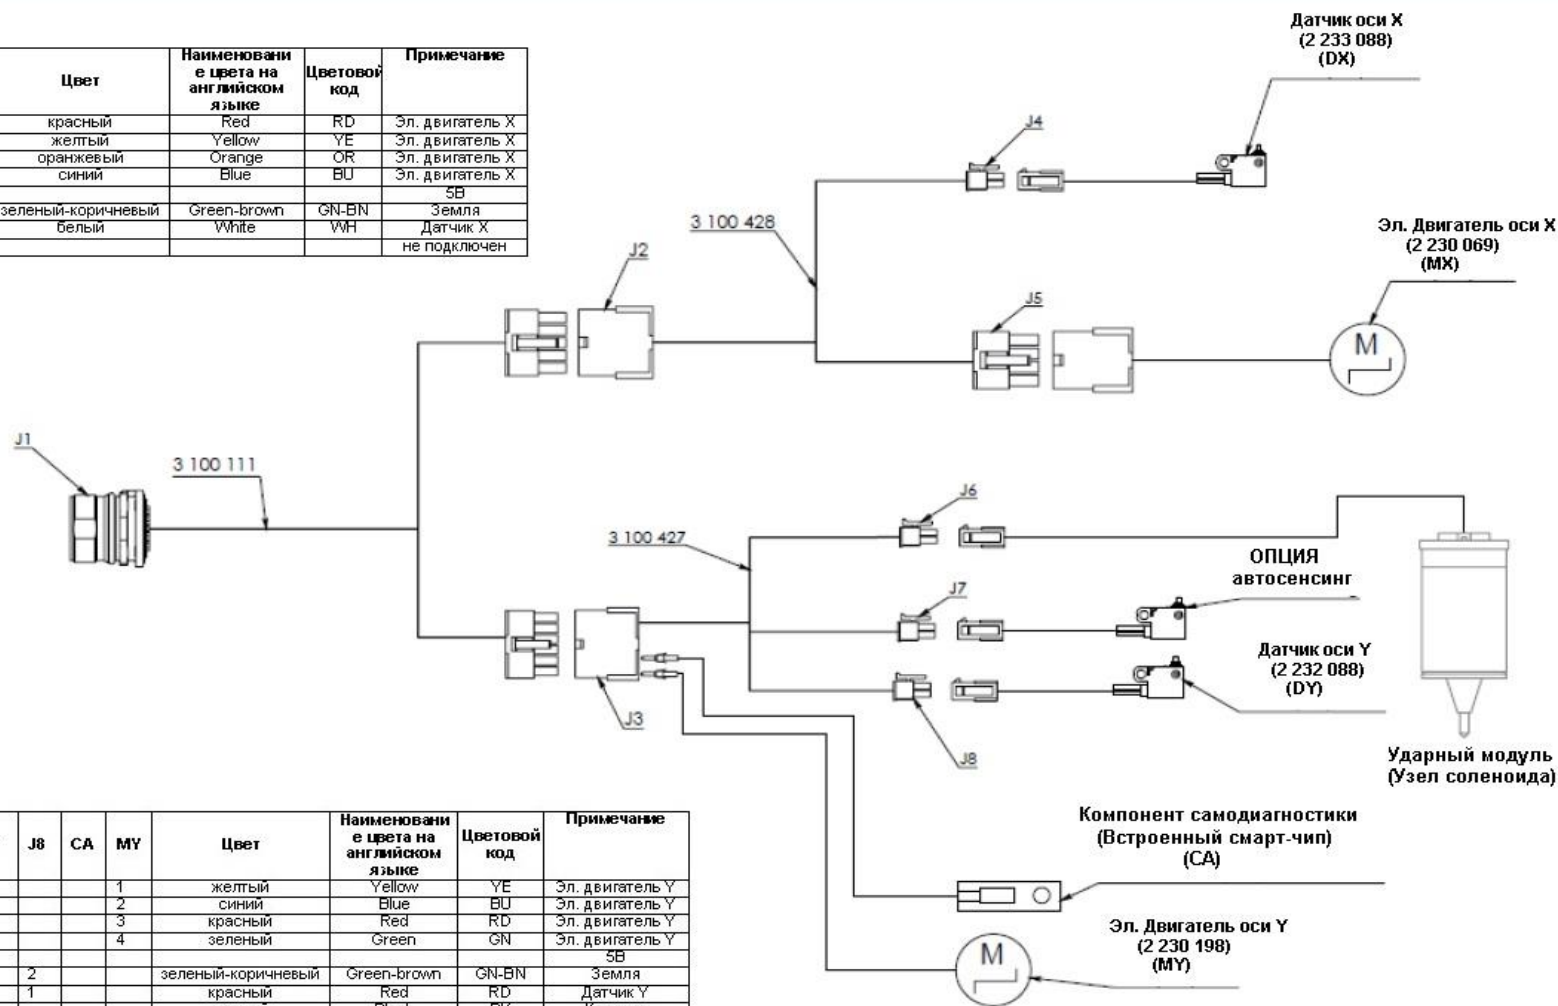 Датчик оси X
(2 233 088)
(DX)
Цвет Наименовани е цвета на английском языке Цветовой код Примечание
красный Red RD Эл. двигатель X
желтый Yellow YE Эл. двигатель X
оранжевый Orange OR Эл. двигатель X
синий Blue BU Эл. двигатель X
5В
зеленый-коричневый Green-brown GN-BN Земля
белый White WH Датчик X
не подключен
J4
3 100 428
Эл. Двигатель оси X
(2 230 069)
(MX)
J2
J5
M
J1
3 100 111
J6
3 100 427
ОПЦИЯ
автосенсинг
J7
Датчик оси Y
(2 232 088)
(DY)
J3
J8
Ударный модуль
(Узел соленоида)
Компонент самодиагностики
(Встроенный смарт-чип)
(CA)
J8 CA MY Цвет Наименовани е цвета на английском языке Цветовой код Примечание
1 желтый Yellow YE Эл. двигатель Y
2 синий Blue BU Эл. двигатель Y
3 красный Red RD Эл. двигатель Y
4 зеленый Green GN Эл. двигатель Y
5В
2 зеленый-коричневый Green-brown GN-BN Земля
1 красный Red RD Датчик Y
Эл. Двигатель оси Y
(2 230 198)
(MY)
M